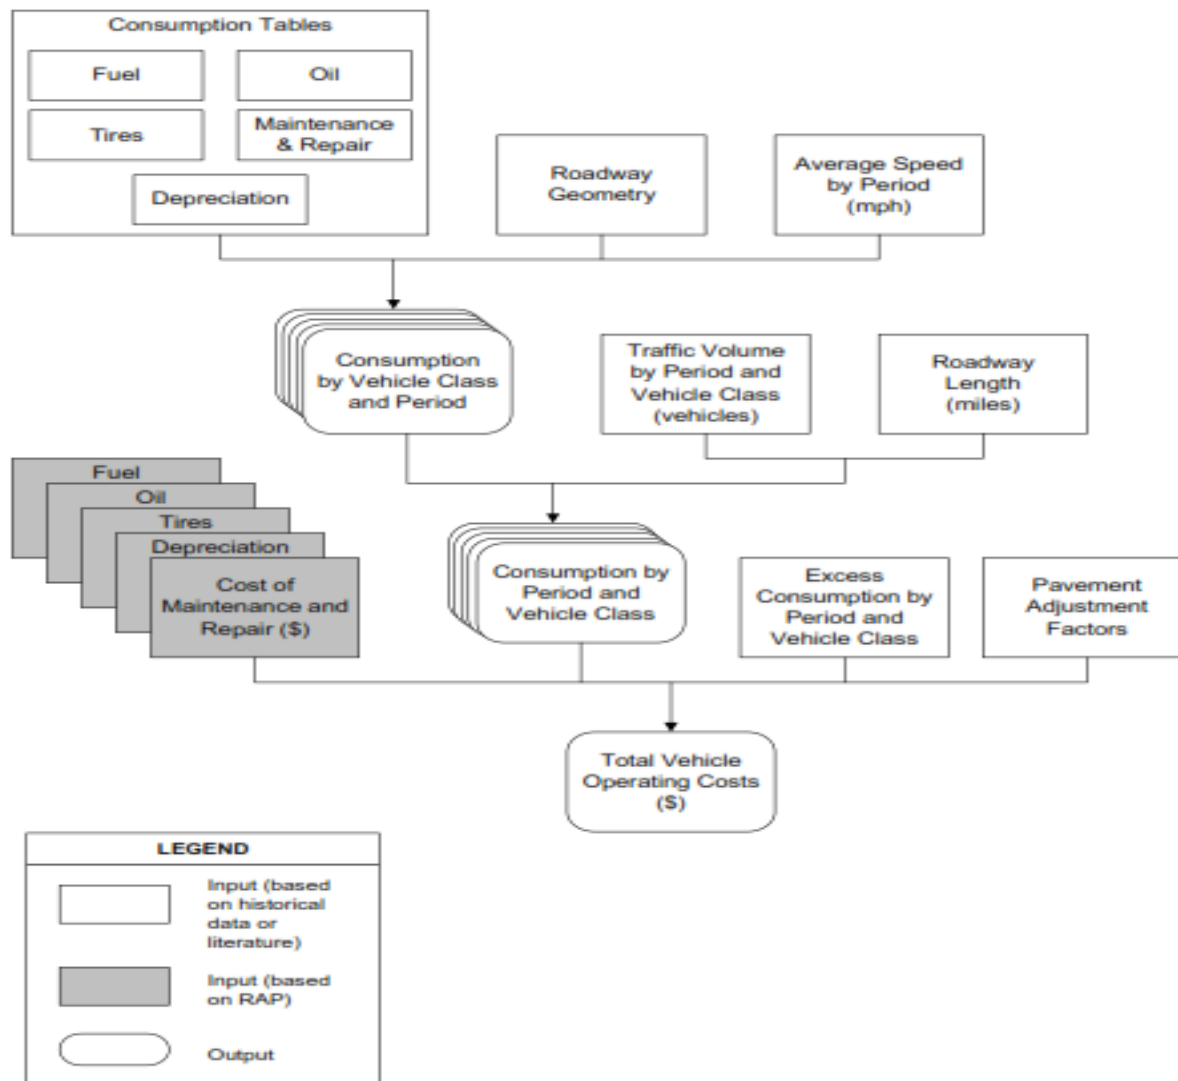 Consumption Tables
Fuel
Oil
Tires
Maintenance
& Repair
Depreciation
Roadway
Geometry
Average Speed
by Period
(mph)
Consumption
by Vehicle Class
and Period
Traffic Volume
by Period and
Vehicle Class
(vehicles)
Roadway
Length
(miles)
Fuel
Oil
Tires
Depreciation
Cost of
Maintenance and
Repair ($)
Consumption by
Period and
Vehicle Class
Excess
Consumption by
Period and
Vehicle Class
Pavement
Adjustment
Factors
Total Vehicle
Operating Costs
($)
LEGEND
Input (based
on historical
data or
literature)
Input (based
on RAP)
Output